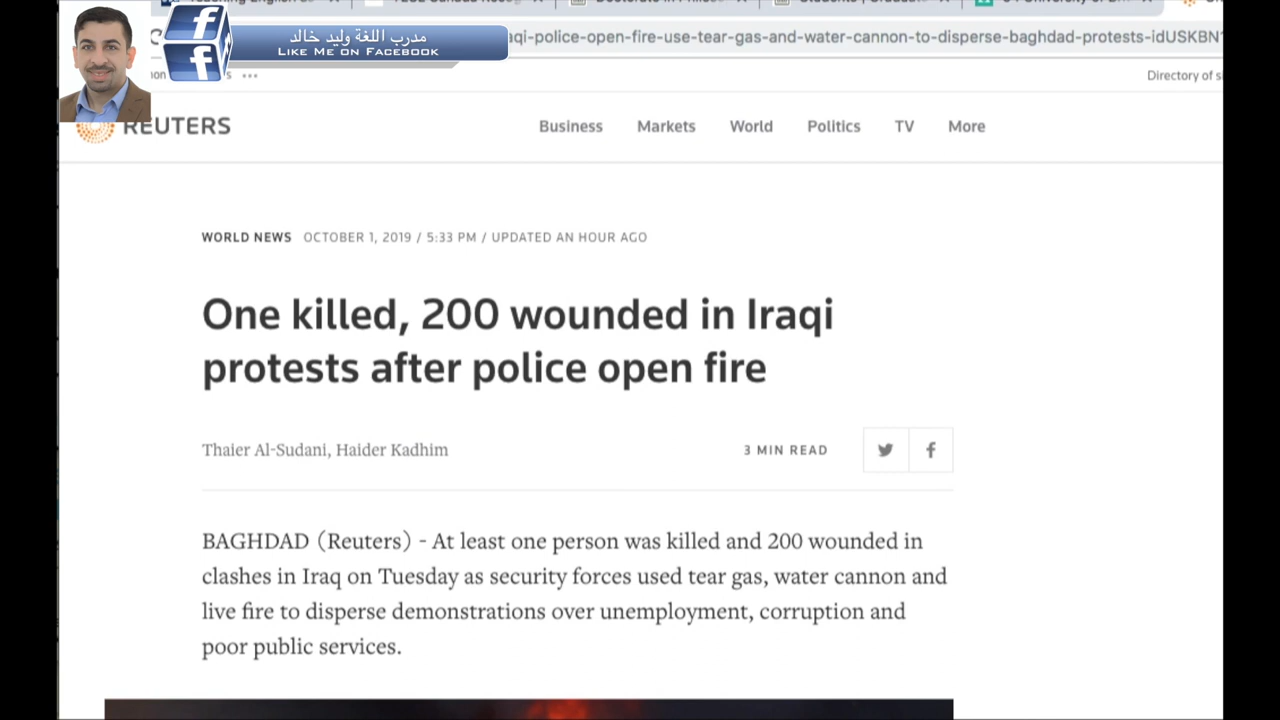 مدرب اللغة وليد خالد
LIKE ME ON FACEBOOK
aqi-police-open-fire-use-tear-gas-and-water-cannon-to-disperse-baghdad-protests-idUSKBN1
Directory of s
REUTERS
Business Markets World Politics TV More
WORLD NEWS OCTOBER 1, 2019 / 5:33 PM / UPDATED AN HOUR AGO
One killed, 200 wounded in Iraqi
protests after police open fire
Thaier Al-Sudani, Haider Kadhim
3 MIN READ
BAGHDAD (Reuters) - At least one person was killed and 200 wounded in
clashes in Iraq on Tuesday as security forces used tear gas, water cannon and
live fire to disperse demonstrations over unemployment, corruption and
poor public services.